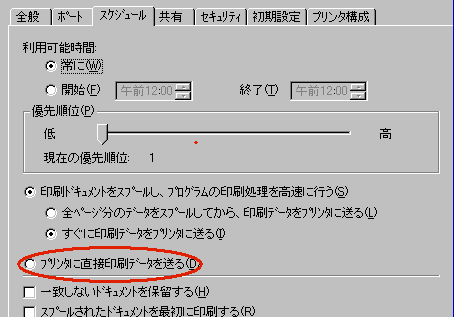 全般 ポート スケジュール 共有 セキュリティ 初期設定 プリンタ構成
利用可能時間:
常に(W)
開始(F) 午前12:00 終了(T) 午前12:00
優先順位(P)
低 高
現在の優先順位: 1
印刷ドキュメントをスプールし、プログラムの印刷処理を高速に行う(S)
全ページ分のデータをスプールしてから、印刷データをプリンタに送る(L)
すぐに印刷データをプリンタに送る(I)
プリンタに直接印刷データを送る(D)
一致しないドキュメントを保留する(H)
スプールされたドキュメントを最初に印刷する(R)